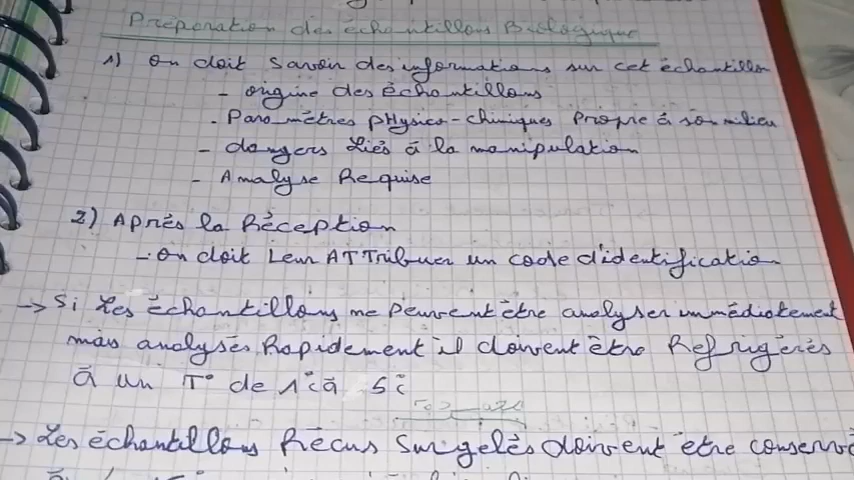 Préparation des échantillons Biologique
1) on doit savoir des informations sur cet échantillon
- origine des échantillons
- Paramètres pHysico-chimiques Propre à son milieu
- dangers Liés à la manipulation
- Analyse Requise
2) Après la Réception
- on doit Leur ATTribuer un code d'identification
-> Si Les échantillons ne peuvent être analyser immédiatement
mais analysés Rapidement il doivent être Refrigérés
à un T° de 1°c à 5°c
-> Les échantillons Récus Surgelés doivent être conservé